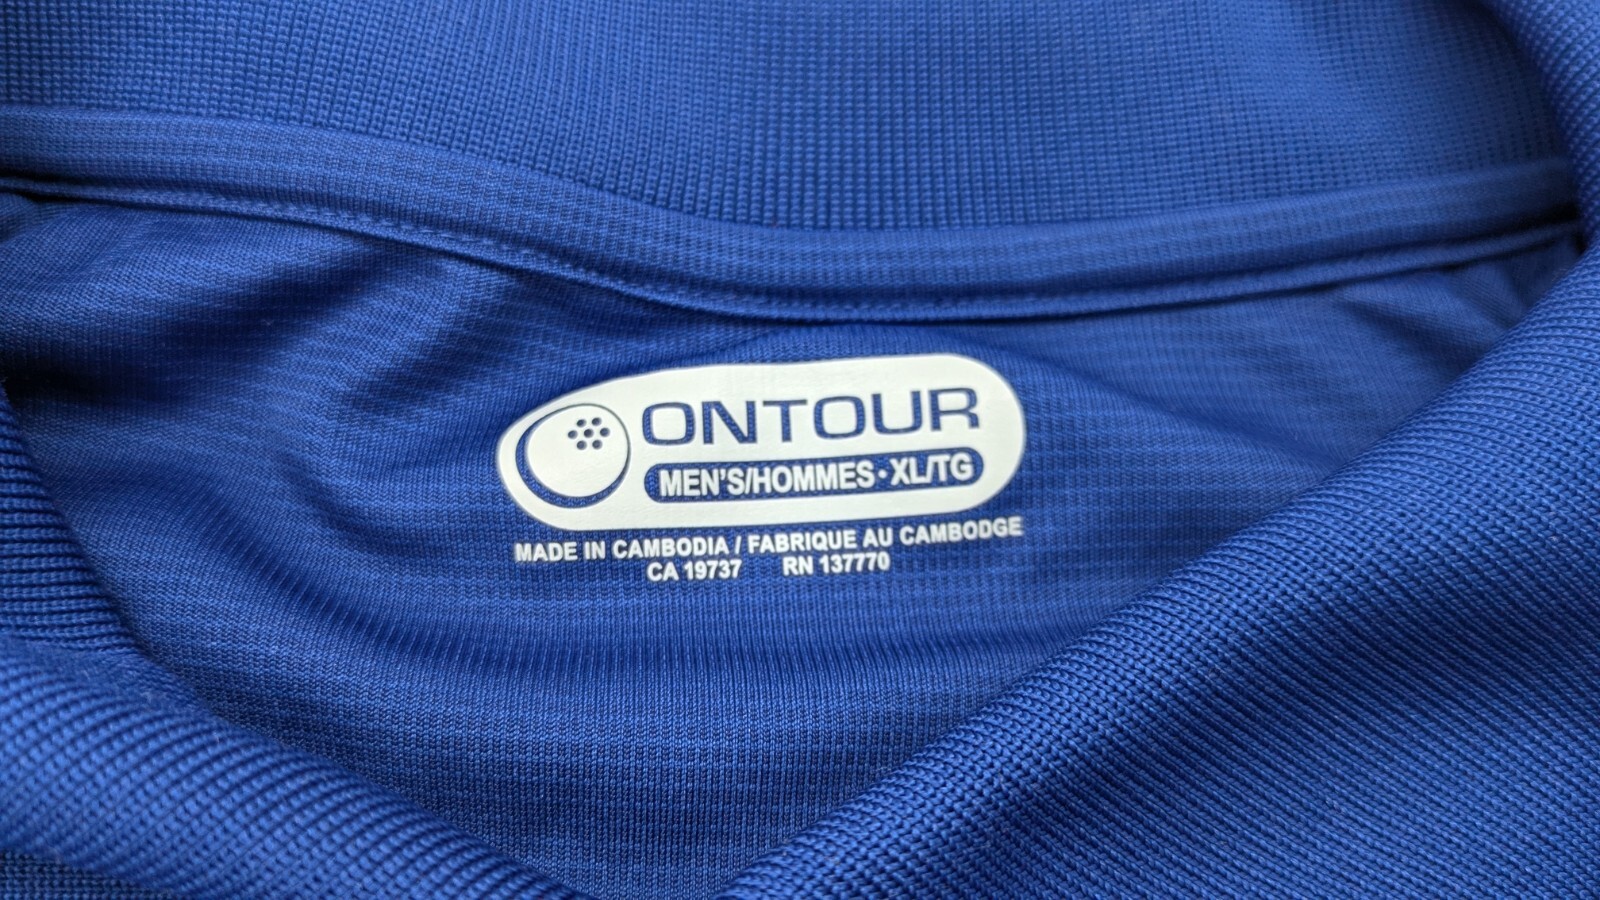 ONTOUR
MEN'S/HOMMES · XL/TG
MADE IN CAMBODIA / FABRIQUE AU CAMBODGE
CA 19737 RN 137770